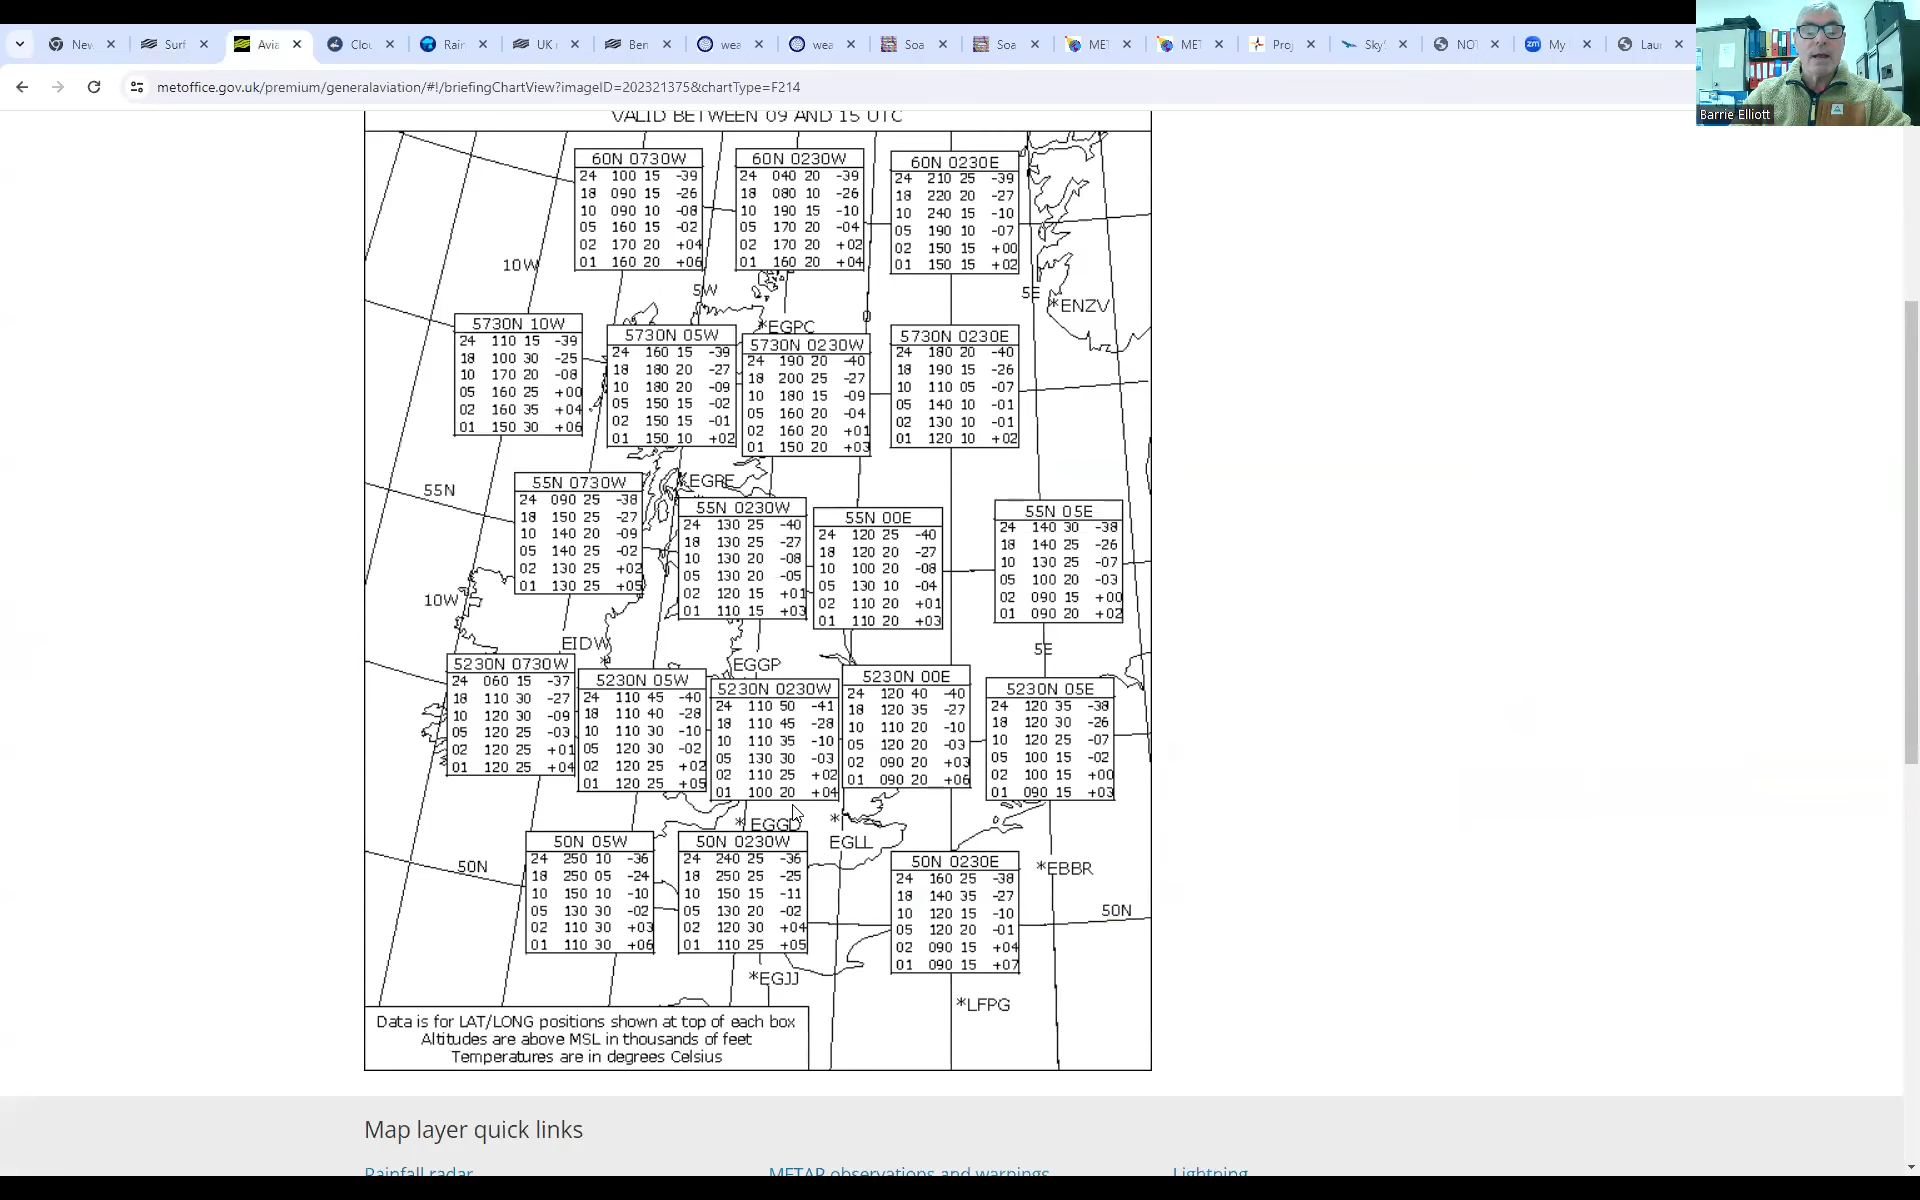 New
Surf
Avia
Clou
Rain
UK
Ben
wea
wea
Soa
Soa
MET
MET
Proj
Sky
NOT
My
Laun
metoffice.gov.uk/premium/generalaviation/#!/briefingChartView?imageID=202321375&chartType=F214
Barrie Elliott
VALID BETWEEN 09 AND 15 UTC
60N 0730W
24 100 15 -39
18 090 15 -26
10 090 10 -08
05 160 15 -02
02 170 20 +04
01 160 20 +06
60N 0230W
24 040 20 -39
18 080 10 -26
10 190 15 -10
05 170 20 -04
02 170 20 +02
01 160 20 +04
60N 0230E
24 210 25 -39
18 220 20 -27
10 240 15 -10
05 190 10 -07
02 150 15 +00
01 150 15 +02
10W
5W
5E
*ENZV
*EGPC
5730N 10W
24 110 15 -39
18 100 30 -25
10 170 20 -08
05 160 25 +00
02 160 35 +04
01 150 30 +06
5730N 05W
24 160 15 -39
18 180 20 -27
10 180 20 -09
05 150 15 -02
02 150 15 -01
01 150 10 +02
5730N 0230W
24 190 20 -40
18 200 25 -27
10 180 15 -09
05 160 20 -04
02 160 20 +01
01 150 20 +03
5730N 0230E
24 180 20 -40
18 190 15 -26
10 110 05 -07
05 140 10 -01
02 130 10 -01
01 120 10 +02
55N
*EGPF
55N 0730W
24 090 25 -38
18 150 25 -27
10 140 20 -09
05 140 25 -02
02 130 25 +02
01 130 25 +05
55N 0230W
24 130 25 -40
18 130 25 -27
10 130 20 -08
05 130 20 -05
02 120 15 +01
01 110 15 +03
55N 00E
24 120 25 -40
18 120 20 -27
10 100 20 -08
05 130 10 -04
02 110 20 +01
01 110 20 +03
55N 05E
24 140 30 -38
18 140 25 -26
10 130 25 -07
05 100 20 -03
02 090 15 +00
01 090 20 +02
10W
EIDW
*
EGGP
5E
5230N 0730W
24 060 15 -37
18 110 30 -27
10 120 30 -09
05 120 25 -03
02 120 25 +01
01 120 25 +04
5230N 05W
24 110 45 -40
18 110 40 -28
10 110 30 -10
05 120 30 -02
02 120 25 +02
01 120 25 +05
5230N 0230W
24 110 50 -41
18 110 45 -28
10 110 35 -10
05 130 30 -03
02 110 25 +02
01 100 20 +04
5230N 00E
24 120 40 -40
18 120 35 -27
10 110 20 -10
05 120 20 -03
02 090 20 +03
01 090 20 +06
5230N 05E
24 120 35 -38
18 120 30 -26
10 120 25 -07
05 100 15 -02
02 100 15 +00
01 090 15 +03
* EGGD
*
EGLL
50N
50N 05W
24 250 10 -36
18 250 05 -24
10 150 10 -10
05 130 30 -02
02 110 30 +03
01 110 30 +06
50N 0230W
24 240 25 -36
18 250 25 -25
10 150 15 -11
05 130 20 -02
02 120 30 +04
01 110 25 +05
50N 0230E
24 160 25 -38
18 140 35 -27
10 120 15 -10
05 120 20 -01
02 090 15 +04
01 090 15 +07
*EBBR
50N
*EGJJ
*LFPG
Data is for LAT/LONG positions shown at top of each box
Altitudes are above MSL in thousands of feet
Temperatures are in degrees Celsius
Map layer quick links
Rainfall radar
METAR observations and warnings
Lightning